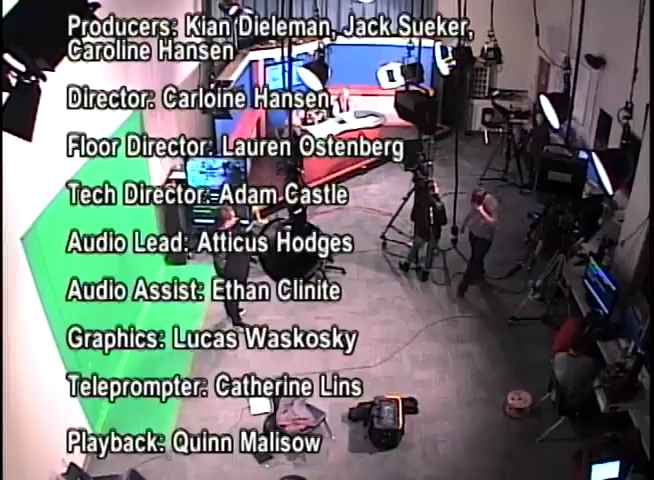 Producers: Kian Dieleman, Jack Sueker,
Caroline Hansen
Director: Carloine Hansen
Floor Director: Lauren Ostenberg
Tech Director: Adam Castle
Audio Lead: Atticus Hodges
Audio Assist: Ethan Clinite
Graphics: Lucas Waskosky
Teleprompter: Catherine Lins
Playback: Quinn Malisow